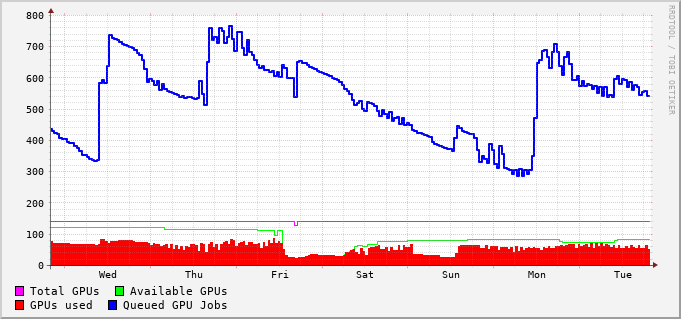 800
700
600
500
400
300
200
100
0
Wed Thu Fri Sat Sun Mon Tue
Total GPUs Available GPUs
GPUs used Queued GPU Jobs
RRDTOOL / TOBI OETIKER